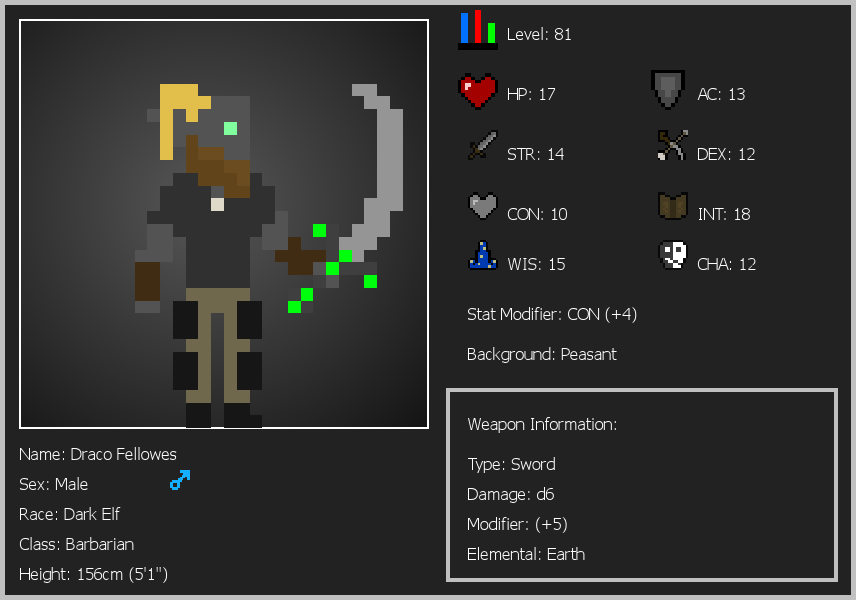 Level: 81
HP: 17
AC: 13
STR: 14
DEX: 12
CON: 10
INT: 18
WIS: 15
CHA: 12
Stat Modifier: CON (+4)
Background: Peasant
Weapon Information:
Type: Sword
Damage: d6
Modifier: (+5)
Elemental: Earth
Name: Draco Fellowes
Sex: Male
Race: Dark Elf
Class: Barbarian
Height: 156cm (5'1")